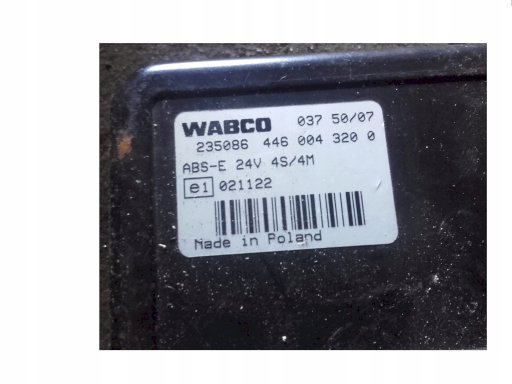 WABCO 037 50/07
235086 446 004 320 0
ABS-E 24V 4S/4M
e1 021122
Made in Poland